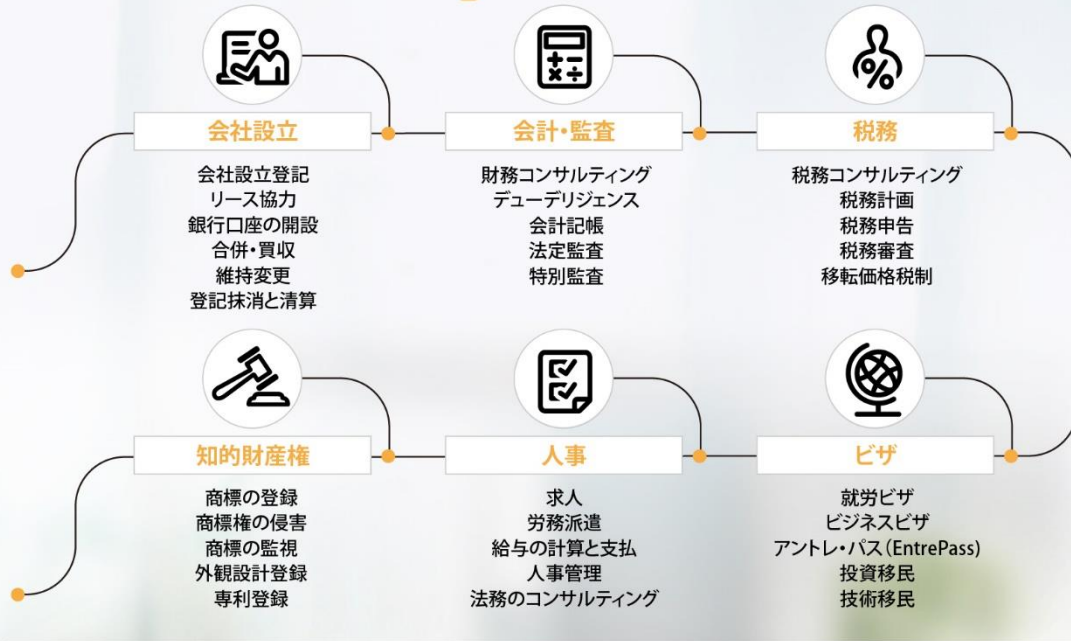 会社設立
会社設立登記
リース協力
銀行口座の開設
合併・買収
維持変更
登記抹消と清算
会計・監査
財務コンサルティング
デューデリジェンス
会計記帳
法定監査
特別監査
税務
税務コンサルティング
税務計画
税務申告
税務審査
移転価格税制
知的財産権
商標の登録
商標権の侵害
商標の監視
外観設計登録
専利登録
人事
求人
労務派遣
給与の計算と支払
人事管理
法務のコンサルティング
ビザ
就労ビザ
ビジネスビザ
アントレ・パス(EntrePass)
投資移民
技術移民